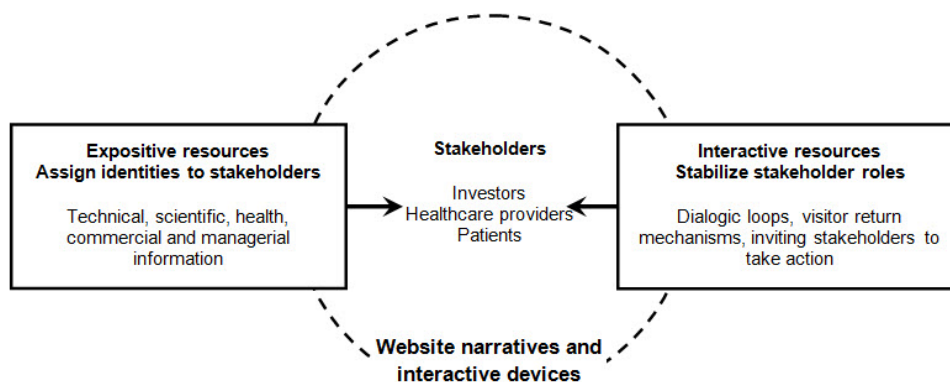 Expositive resources
Assign identities to stakeholders
Technical, scientific, health,
commercial and managerial
information
Stakeholders
Investors
Healthcare providers
Patients
Interactive resources
Stabilize stakeholder roles
Dialogic loops, visitor return
mechanisms, inviting stakeholders to
take action
Website narratives and
interactive devices